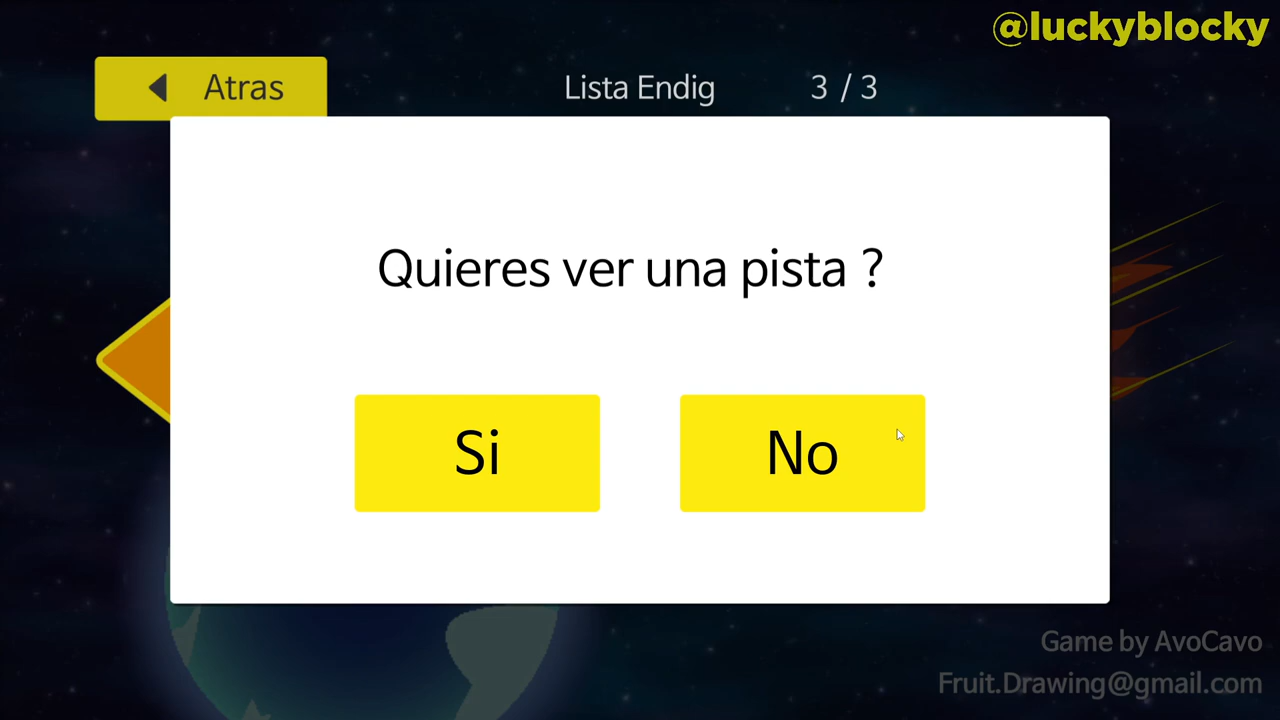 @luckyblocky
Atras
Lista Endig 3 / 3
Quieres ver una pista ?
Si
No
Game by AvoCavo
Fruit.Drawing@gmail.com